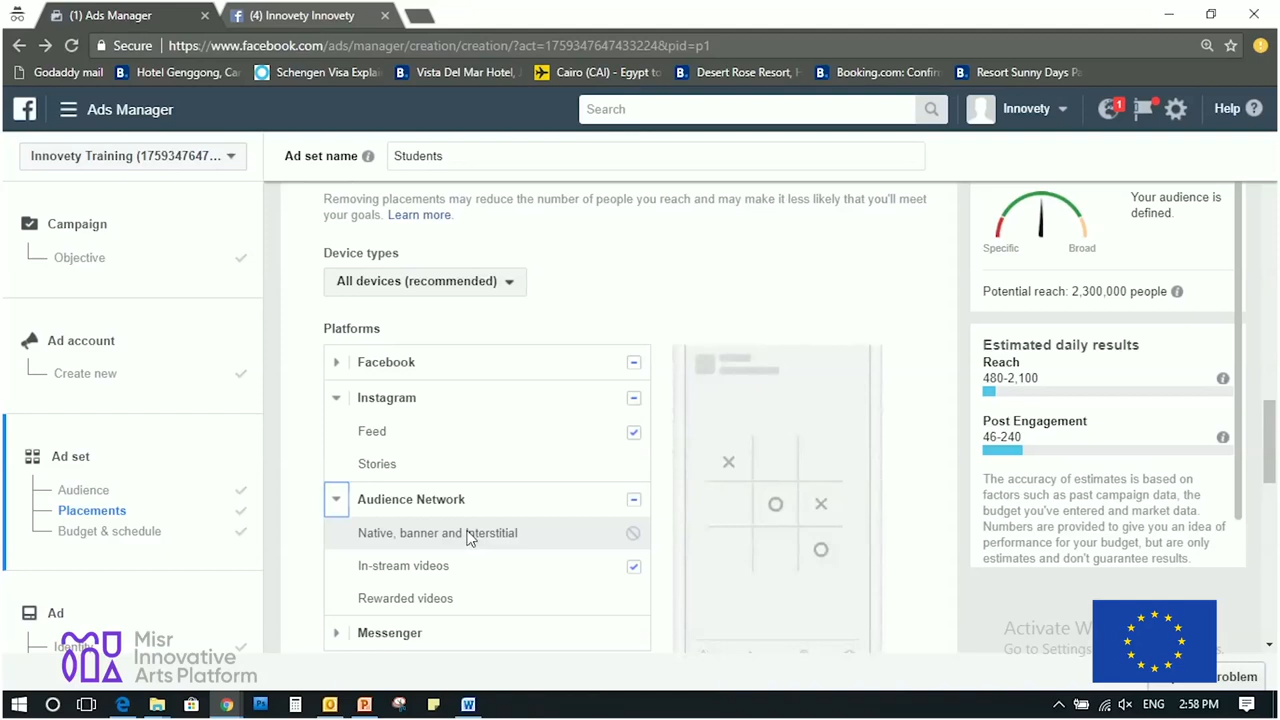 (1) Ads Manager
(4) Innovety Innovety
Secure
https://www.facebook.com/ads/manager/creation/creation/?act=1759347647433224&pid=p1
Godaddy mail
Hotel Genggong, Ca
Schengen Visa Explai
Vista Del Mar Hotel,
Cairo (CAI) - Egypt to
Desert Rose Resort, H
Booking.com: Confir
Resort Sunny Days Pa
Ads Manager
Search
Innovety
1
Help
Innovety Training (1759347647...
Ad set name
Students
Campaign
Objective
Ad account
Create new
Ad set
Audience
Placements
Budget & schedule
Ad
Removing placements may reduce the number of people you reach and may make it less likely that you'll meet
your goals. Learn more.
Device types
All devices (recommended)
Platforms
Facebook
Instagram
Feed
Stories
Audience Network
Native, banner and interstitial
In-stream videos
Rewarded videos
Messenger
Your audience is
defined.
Specific
Broad
Potential reach: 2,300,000 people
Estimated daily results
Reach
480-2,100
Post Engagement
46-240
The accuracy of estimates is based on
factors such as past campaign data, the
budget you've entered and market data.
Numbers are provided to give you an idea of
performance for your budget, but are only
estimates and don't guarantee results.
Activate W
Go to Settings
roblem
Misr
Innovative
Arts Platform
2:58 PM